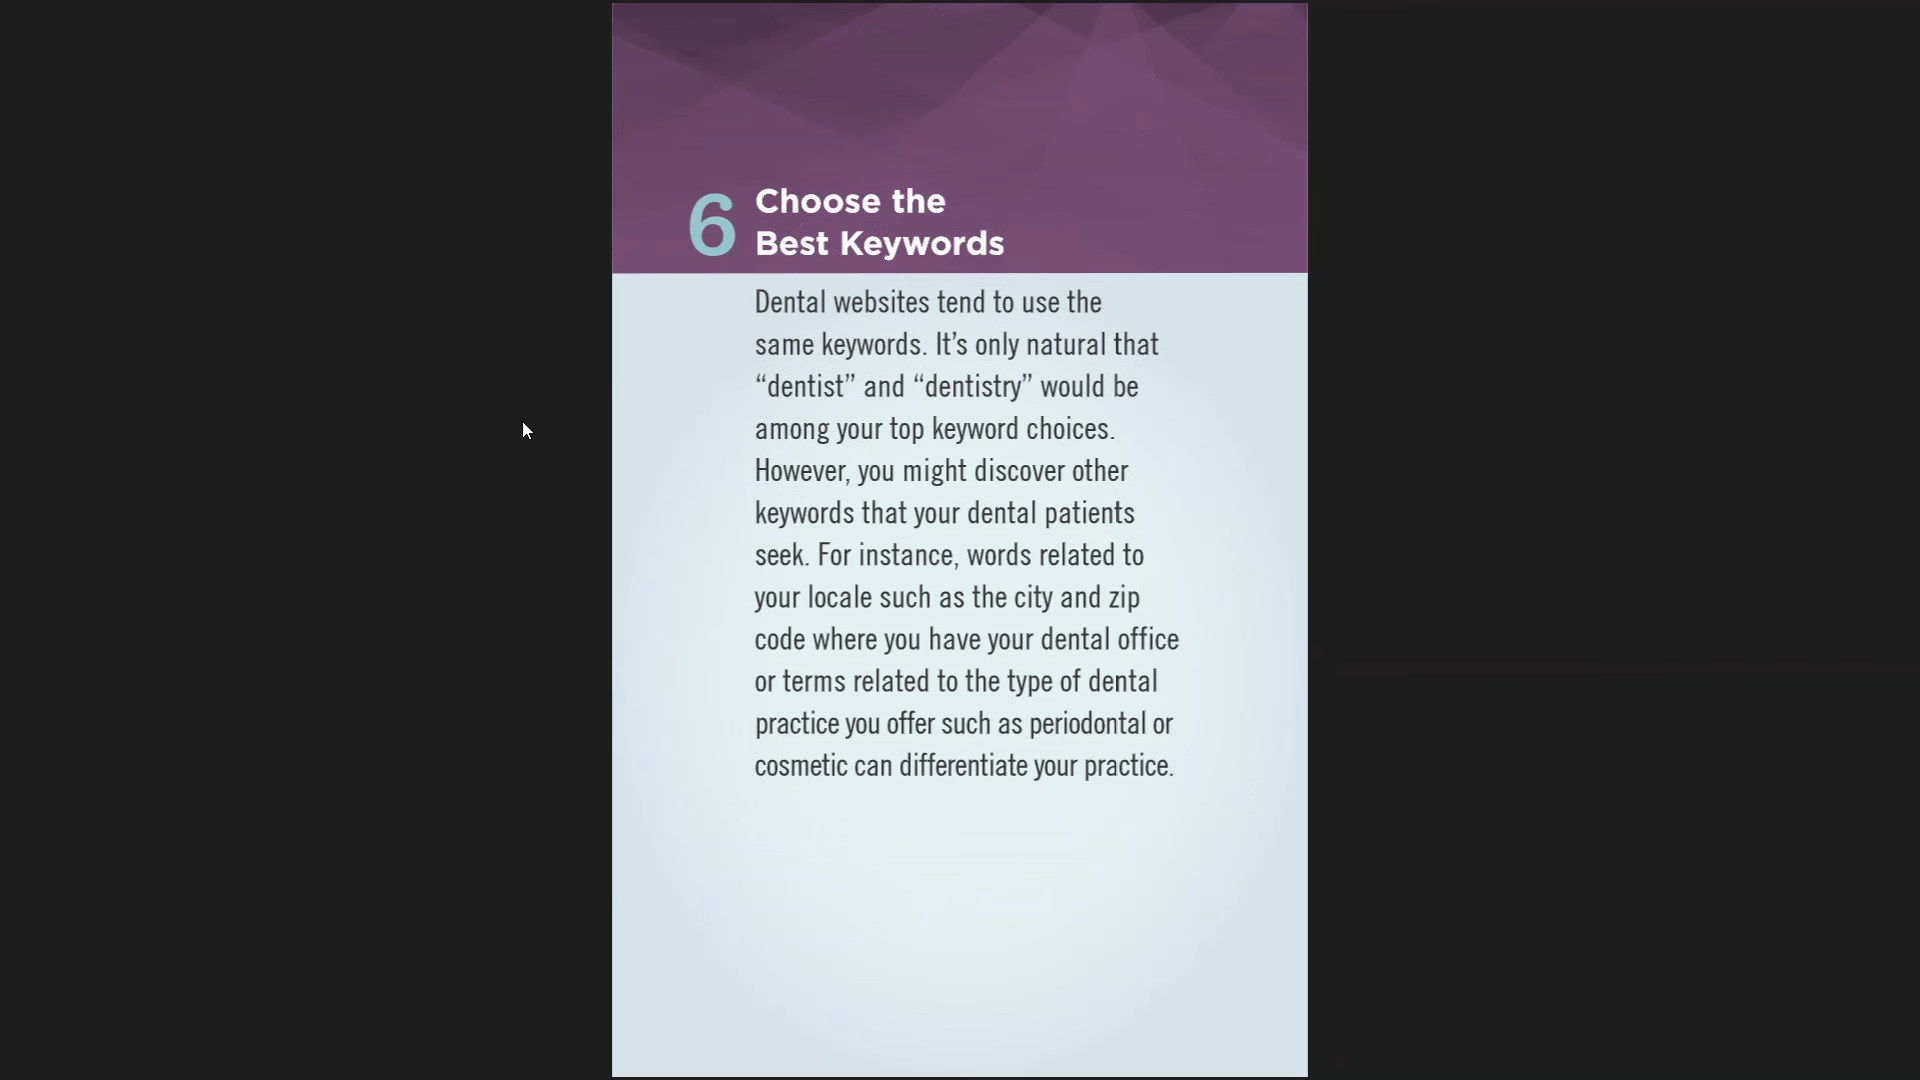 6 Choose the
Best Keywords
Dental websites tend to use the
same keywords. It’s only natural that
“dentist” and “dentistry” would be
among your top keyword choices.
However, you might discover other
keywords that your dental patients
seek. For instance, words related to
your locale such as the city and zip
code where you have your dental office
or terms related to the type of dental
practice you offer such as periodontal or
cosmetic can differentiate your practice.